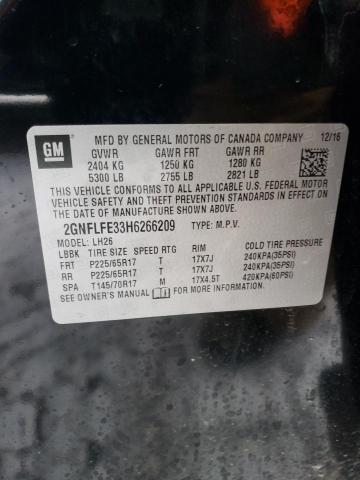 GM
MFD BY GENERAL MOTORS OF CANADA COMPANY 12/16
GVWR GAWR FRT GAWR RR
2404 KG 1250 KG 1280 KG
5300 LB 2755 LB 2821 LB
THIS VEHICLE CONFORMS TO ALL APPLICABLE U.S. FEDERAL MOTOR
VEHICLE SAFETY AND THEFT PREVENTION STANDARDS IN EFFECT ON
THE DATE OF MANUFACTURE SHOWN ABOVE.
2GNFLFE33H6266209 TYPE: M.P.V.
MODEL: LH26
LBBK TIRE SIZE SPEED RTG RIM COLD TIRE PRESSURE
FRT P225/65R17 T 17X7J 240KPA(35PSI)
RR P225/65R17 T 17X7J 240KPA(35PSI)
SPA T145/70R17 M 17X4.5T 420KPA(60PSI)
SEE OWNER'S MANUAL FOR MORE INFORMATION.